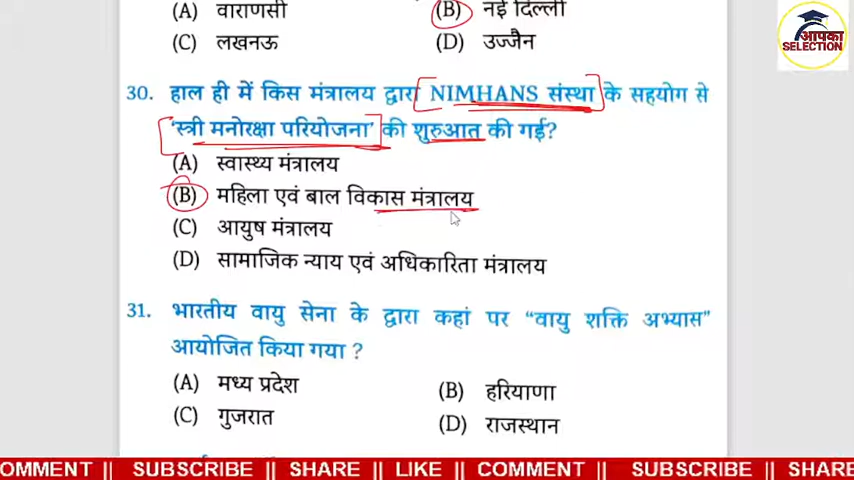 (A) वाराणसी
(B) नई दिल्ली
(C) लखनऊ
(D) उज्जैन
आपका
SELECTION
30. हाल ही में किस मंत्रालय द्वारा NIMHANS संस्था के सहयोग से
'स्त्री मनोरक्षा परियोजना' की शुरुआत की गई?
(A) स्वास्थ्य मंत्रालय
(B) महिला एवं बाल विकास मंत्रालय
(C) आयुष मंत्रालय
(D) सामाजिक न्याय एवं अधिकारिता मंत्रालय
31. भारतीय वायु सेना के द्वारा कहां पर "वायु शक्ति अभ्यास"
आयोजित किया गया ?
(A) मध्य प्रदेश
(B) हरियाणा
(C) गुजरात
(D) राजस्थान
COMMENT || SUBSCRIBE || SHARE || LIKE || COMMENT || SUBSCRIBE || SHARE